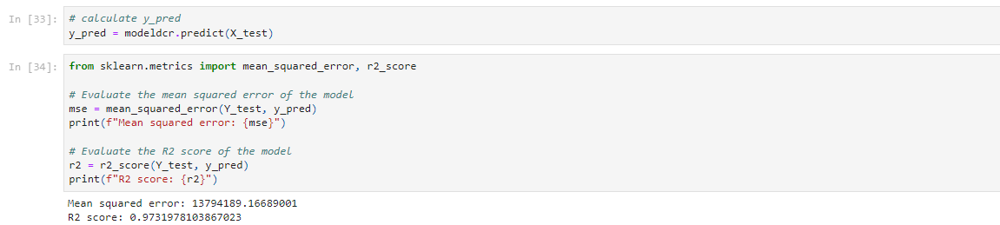 In [33]:
# calculate y_pred
y_pred = modeldcr.predict(X_test)
In [34]:
from sklearn.metrics import mean_squared_error, r2_score
# Evaluate the mean squared error of the model
mse = mean_squared_error(Y_test, y_pred)
print(f"Mean squared error: {mse}")
# Evaluate the R2 score of the model
r2 = r2_score(Y_test, y_pred)
print(f"R2 score: {r2}")
Mean squared error: 13794189.16689001
R2 score: 0.9731978103867023